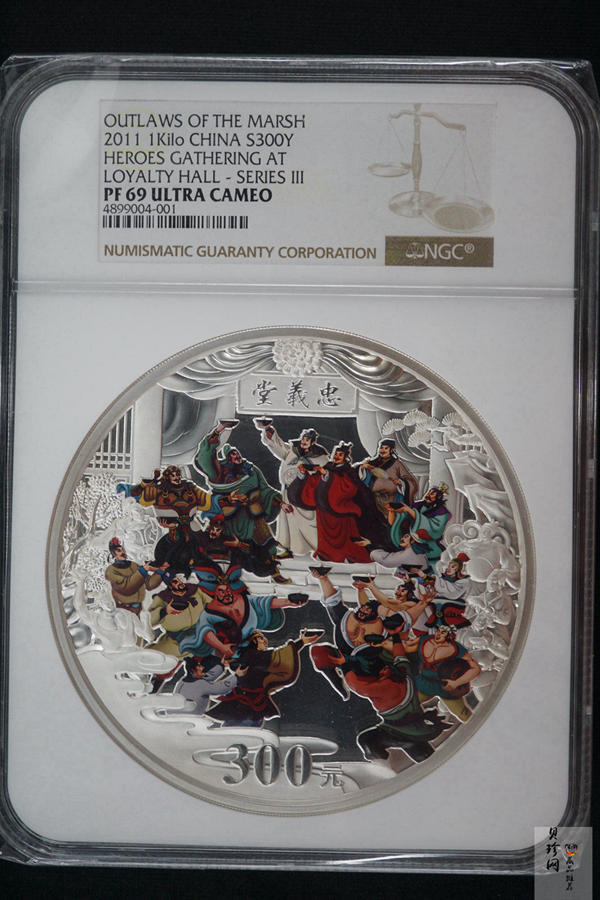 OUTLAWS OF THE MARSH
2011 1Kilo CHINA S300Y
HEROES GATHERING AT
LOYALTY HALL - SERIES III
PF 69 ULTRA CAMEO
4899004-001
NUMISMATIC GUARANTY CORPORATION
NGC®
堂義忠
300元
贝珍网